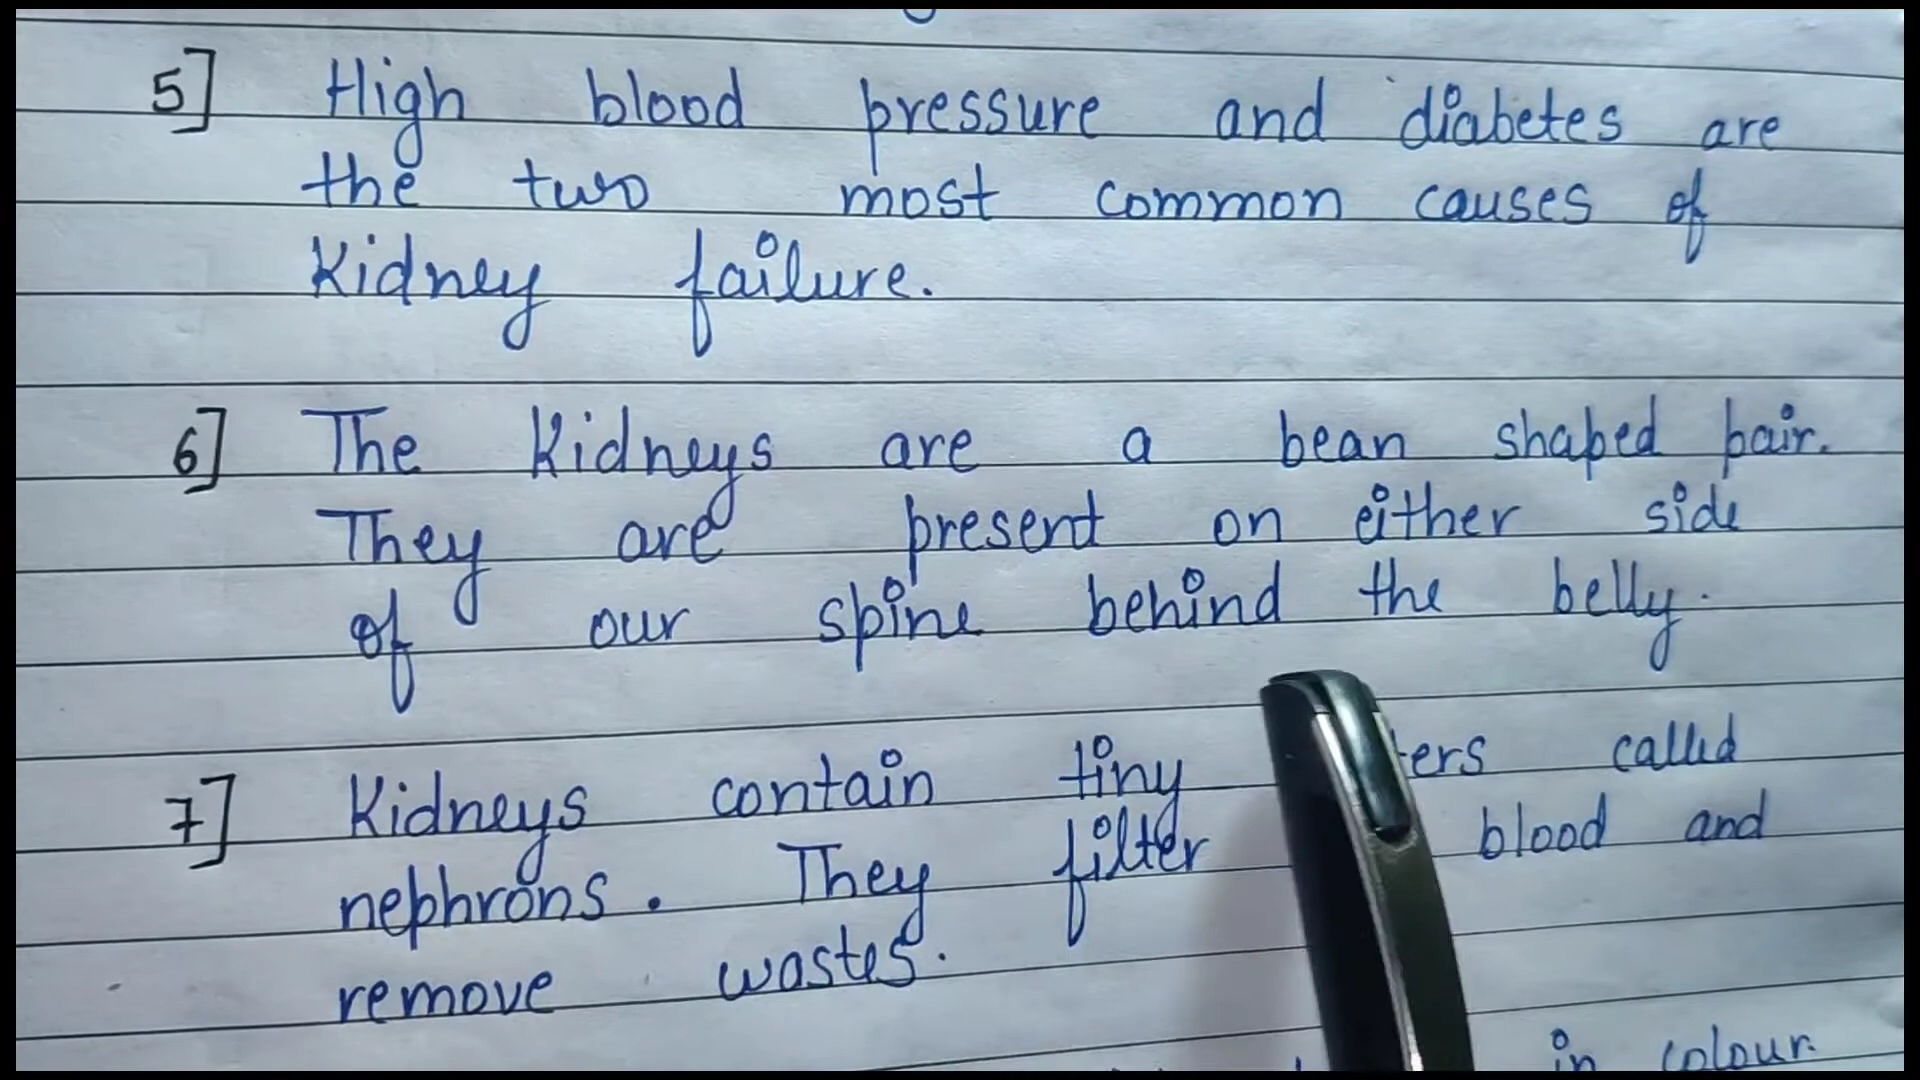 5] High blood pressure and diabetes are
the two most common causes of
Kidney failure.
6] The Kidneys are a bean shaped pair.
They are present on either side
of our spine behind the belly.
7] Kidneys contain tiny called
nephrons. They filter blood and
remove wastes.
in colour.